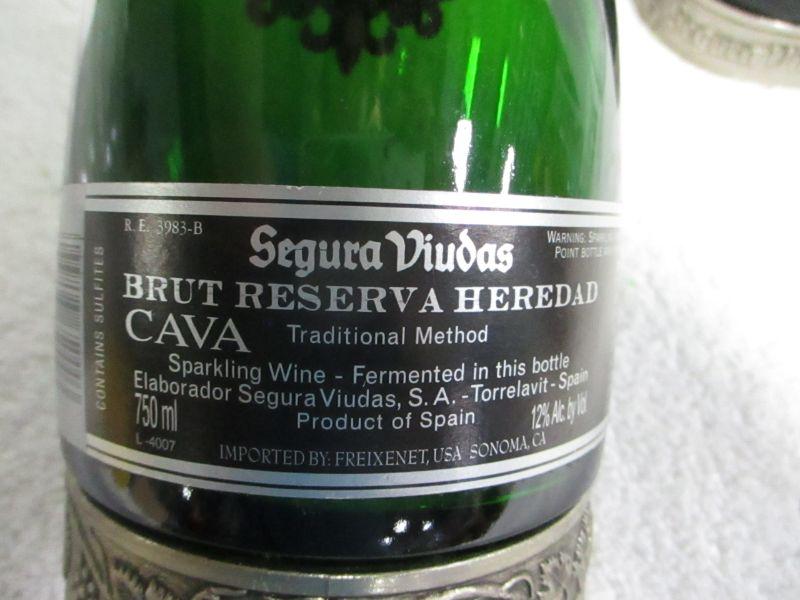 R. E. 3983-B
Segura Viudas
WARNING: 
POINT BOTTLE
BRUT RESERVA HEREDAD
CAVA Traditional Method
Sparkling Wine - Fermented in this bottle
Elaborador Segura Viudas, S. A. - Torrelavit - Spain
750 ml Product of Spain 12% Alc. by Vol
L -4007
IMPORTED BY: FREIXENET, USA SONOMA, CA
CONTAINS SULFITES